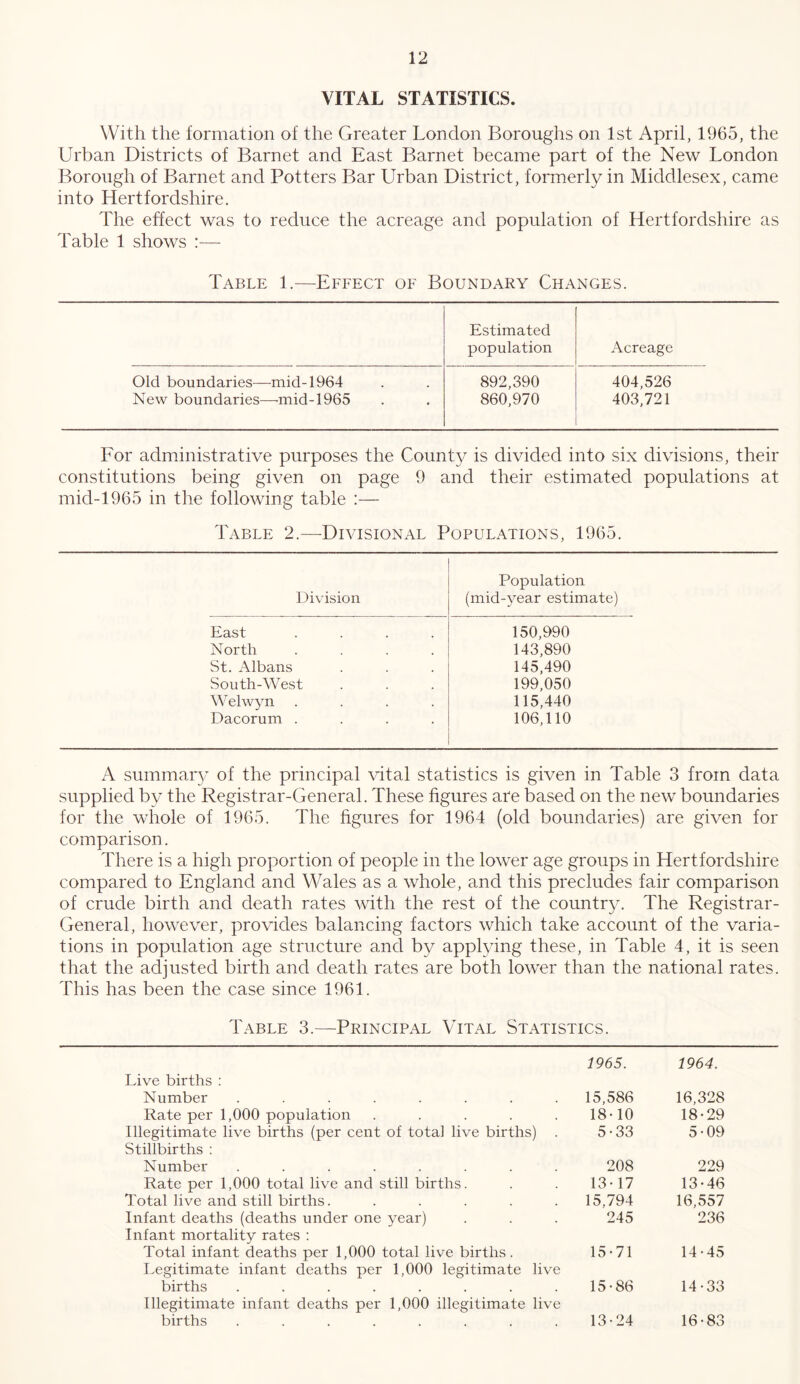 12
VITAL STATISTICS.
With the formation of the Greater London Boroughs on 1st April, 1965, the
Urban Districts of Barnet and East Barnet became part of the New London
Borough of Barnet and Potters Bar Urban District, formerly in Middlesex, came
into Hertfordshire.
The effect was to reduce the acreage and population of Hertfordshire as
Table 1 shows :—
Table 1.—Effect of Boundary Changes.
Estimated
population Acreage
Old boundaries—mid-1964 . . 892,390 404,526
New boundaries—mid-1965 . . 860,970 403,721
For administrative purposes the County is divided into six divisions, their
constitutions being given on page 9 and their estimated populations at
mid-1965 in the following table :—
Table 2.—Divisional Populations, 1965.
Population
Division (mid-year estimate)
East . . . . 150,990
North . . . . 143,890
St. Albans . . . 145,490
South-West . . . 199,050
Welwyn . . . . 115,440
Dacorum . . . . 106,110
A summary of the principal vital statistics is given in Table 3 from data
supplied by the Registrar-General. These figures are based on the new boundaries
for the whole of 1965. The figures for 1964 (old boundaries) are given for
comparison.
There is a high proportion of people in the lower age groups in Hertfordshire
compared to England and Wales as a whole, and this precludes fair comparison
of crude birth and death rates with the rest of the country. The Registrar-
General, however, provides balancing factors which take account of the varia-
tions in population age structure and by applying these, in Table 4, it is seen
that the adjusted birth and death rates are both lower than the national rates.
This has been the case since 1961.
Table 3.—Principal Vital Statistics.
1965. 1964.
Live births :
Number . . . . . . . . 15,586 16,328
Rate per 1,000 population . . . . . 18·10 18·29
Illegitimate live births (per cent of total live births) . 5·33 5·09
Stillbirths :
Number . . . . . . . . 208 229
Rate per 1,000 total live and still births. . . 13·17 13·46
Total live and still births. . . . . . 15,794 16,557
Infant deaths (deaths under one year) . . . 245 236
Infant mortality rates :
Total infant deaths per 1,000 total live births. 15·71 14·45
Legitimate infant deaths per 1,000 legitimate live
births . . . . . . . . 15·86 14·33
Illegitimate infant deaths per 1,000 illegitimate live
births . . . . . . . . 13·24 16·83